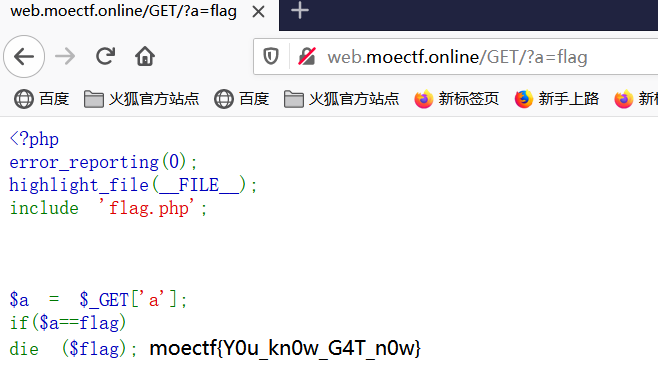 web.moectf.online/GET/?a=flag
web.moectf.online/GET/?a=flag
百度 火狐官方站点 百度 火狐官方站点 新标签页 新手上路 新标签
<?php
error_reporting(0);
highlight_file(__FILE__);
include 'flag.php';
$a = $_GET['a'];
if($a==flag)
die ($flag); moectf{Y0u_kn0w_G4T_n0w}